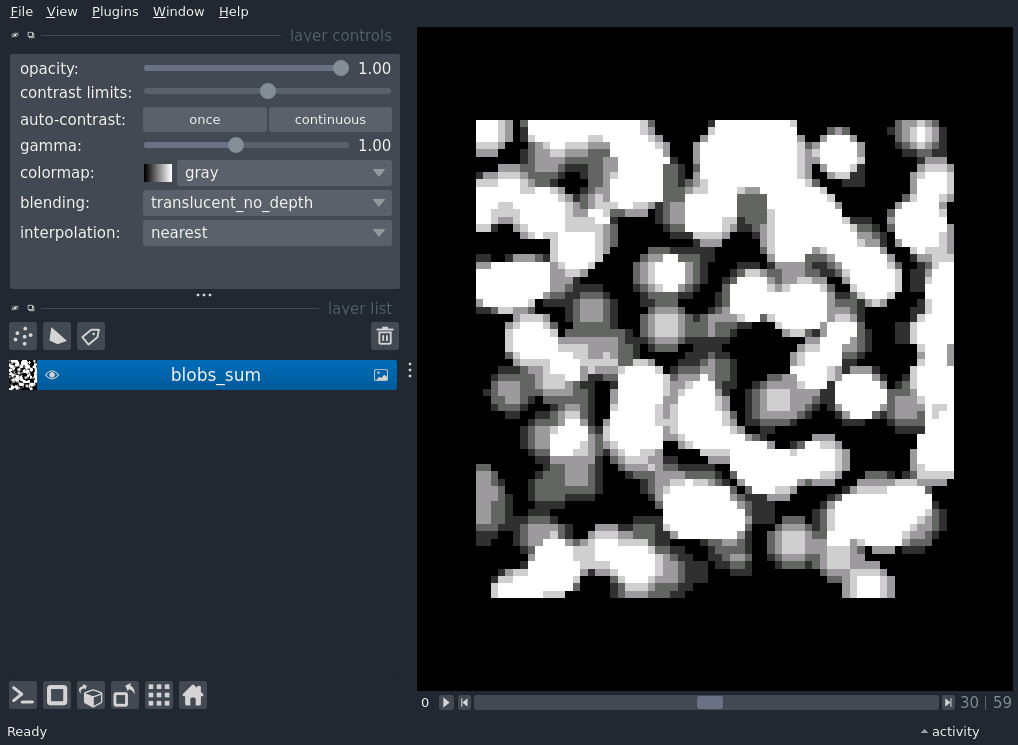 File View Plugins Window Help
layer controls
opacity: 1.00
contrast limits:
auto-contrast: once continuous
gamma: 1.00
colormap: gray
blending: translucent_no_depth
interpolation: nearest
layer list
blobs_sum
0 30 | 59
Ready activity